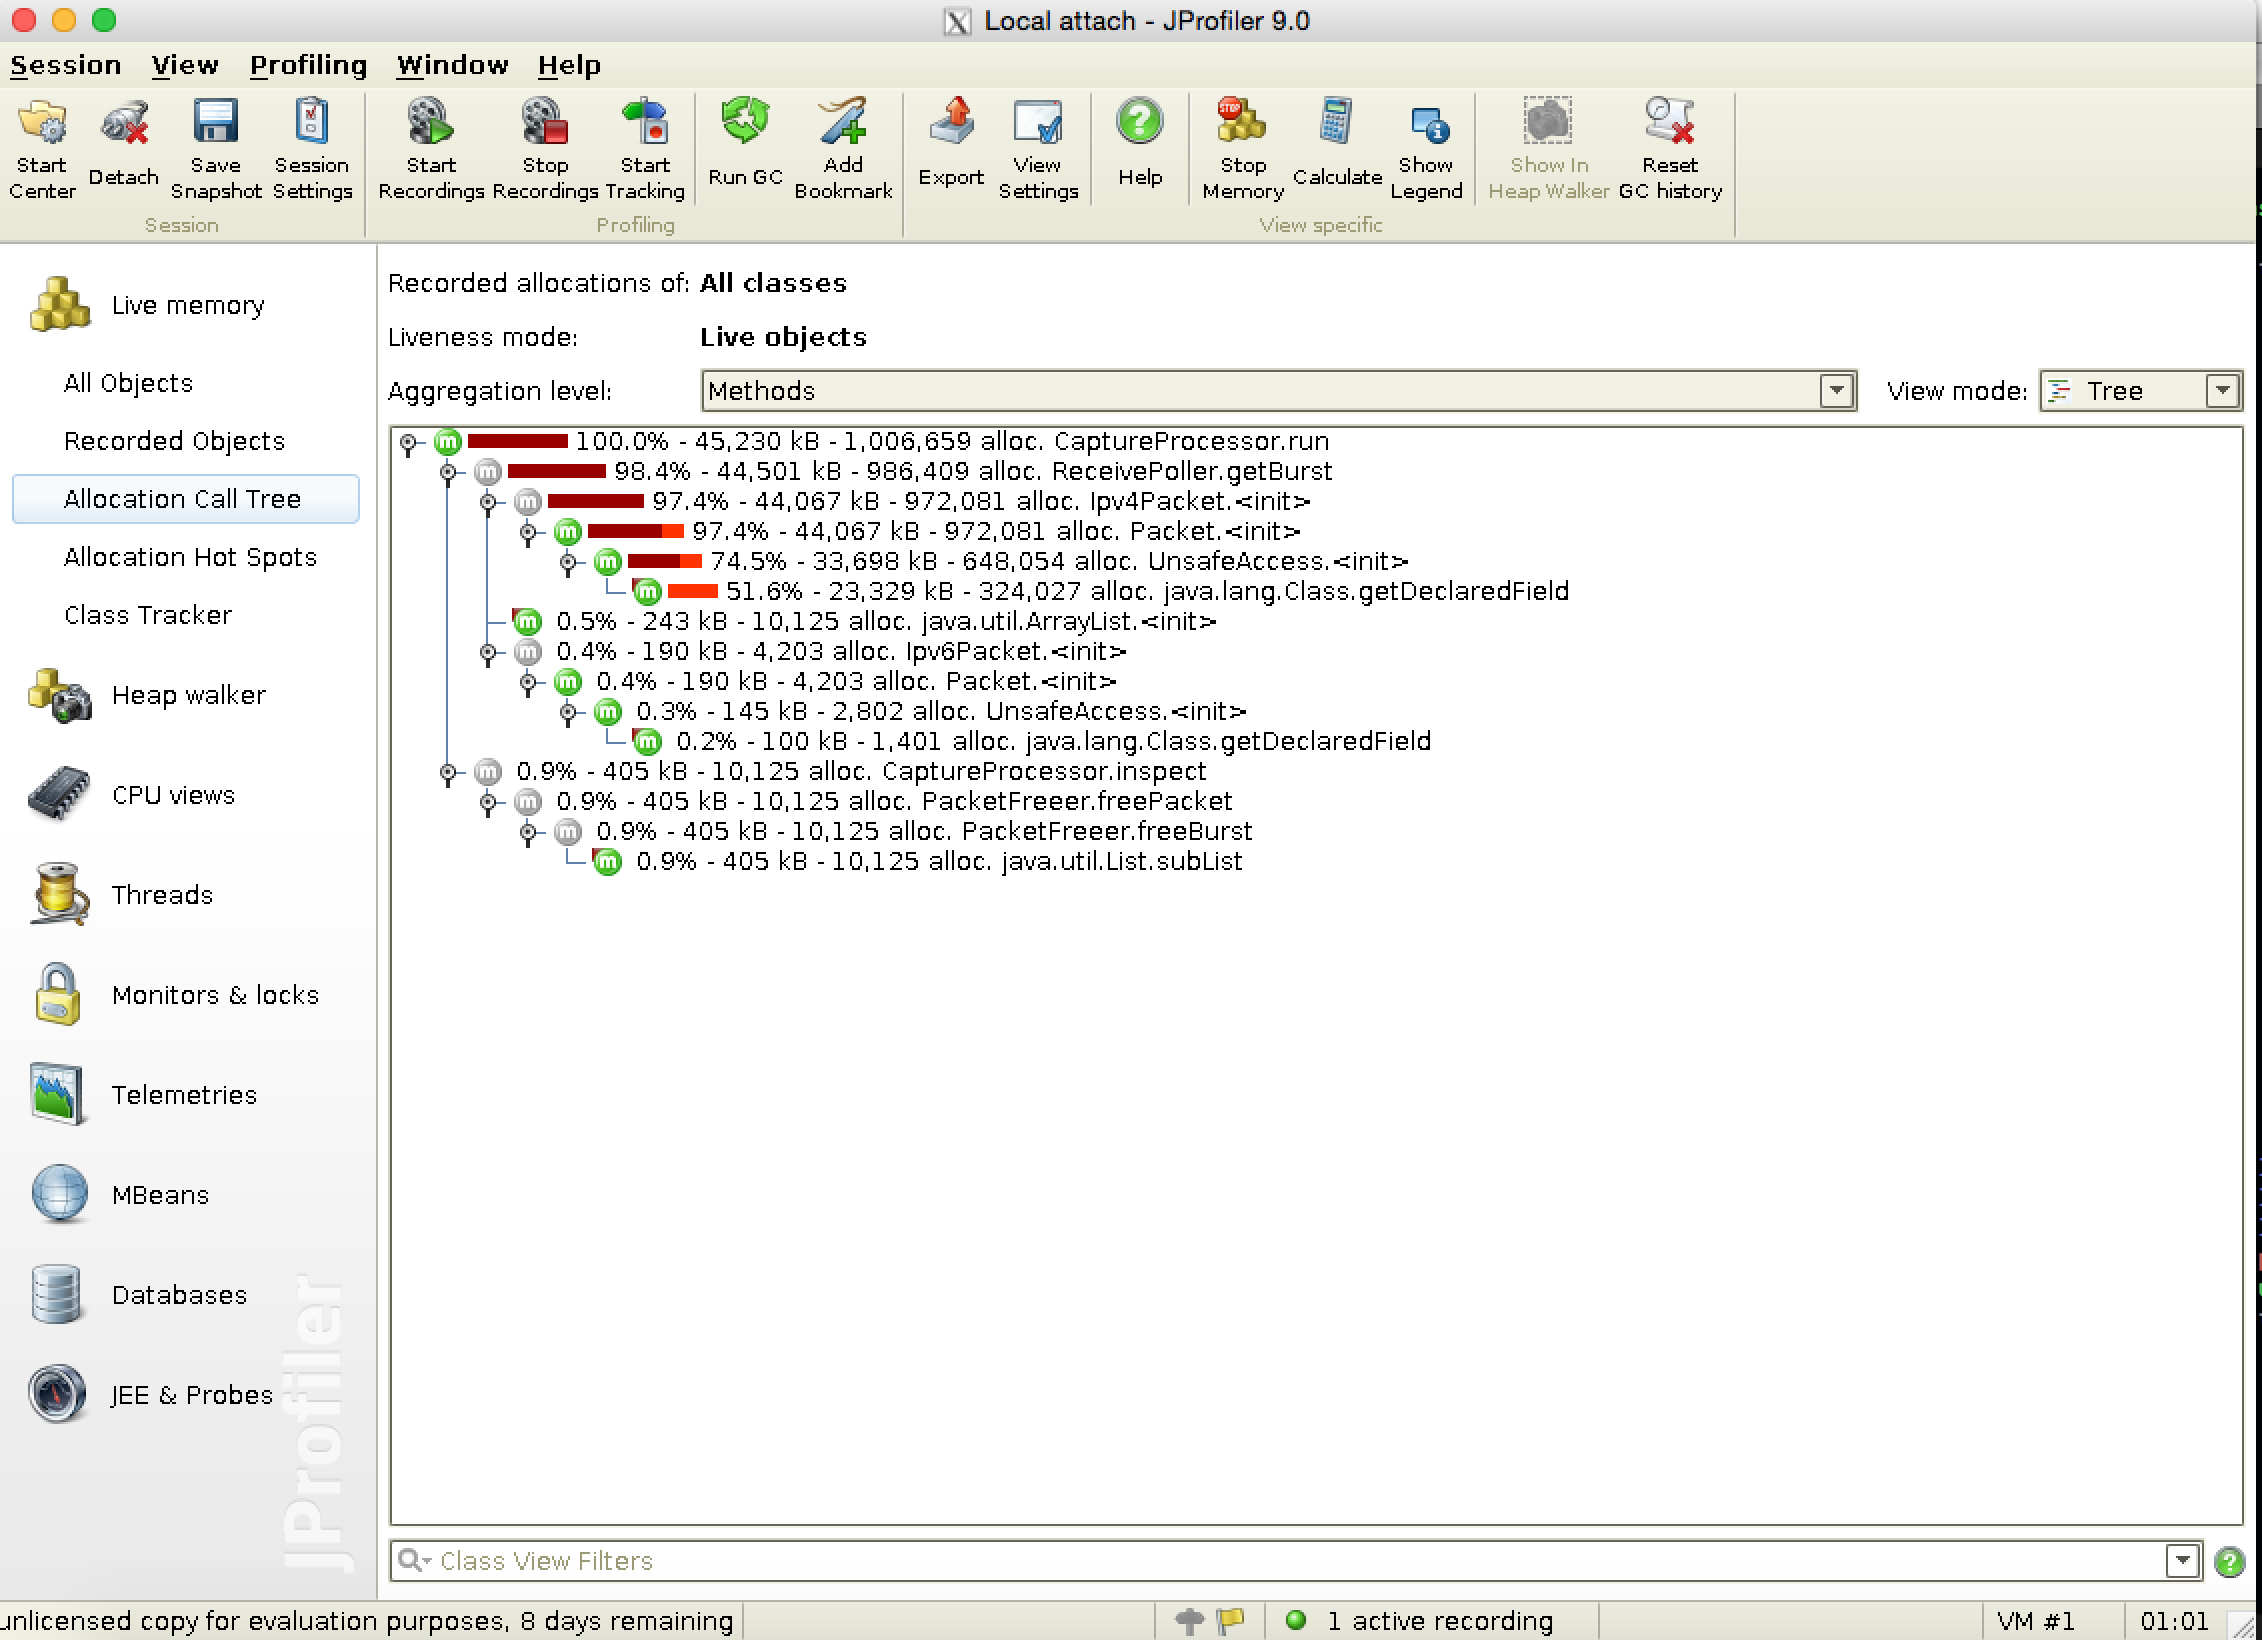 Local attach - JProfiler 9.0
Session View Profiling Window Help
Start Center
Detach
Save Snapshot
Session Settings
Start Recordings
Stop Recordings
Start Tracking
Run GC
Add Bookmark
Export
View Settings
Help
Stop Memory
Calculate
Show Legend
Show In Heap Walker
Reset GC history
Session
Profiling
View specific
Live memory
All Objects
Recorded Objects
Allocation Call Tree
Allocation Hot Spots
Class Tracker
Heap walker
CPU views
Threads
Monitors & locks
Telemetries
MBeans
Databases
JEE & Probes
JProfiler
Recorded allocations of: All classes
Liveness mode: Live objects
Aggregation level: Methods View mode: Tree
100.0% - 45,230 kB - 1,006,659 alloc. CaptureProcessor.run
98.4% - 44,501 kB - 986,409 alloc. ReceivePoller.getBurst
97.4% - 44,067 kB - 972,081 alloc. Ipv4Packet.<init>
97.4% - 44,067 kB - 972,081 alloc. Packet.<init>
74.5% - 33,698 kB - 648,054 alloc. UnsafeAccess.<init>
51.6% - 23,329 kB - 324,027 alloc. java.lang.Class.getDeclaredField
0.5% - 243 kB - 10,125 alloc. java.util.ArrayList.<init>
0.4% - 190 kB - 4,203 alloc. Ipv6Packet.<init>
0.4% - 190 kB - 4,203 alloc. Packet.<init>
0.3% - 145 kB - 2,802 alloc. UnsafeAccess.<init>
0.2% - 100 kB - 1,401 alloc. java.lang.Class.getDeclaredField
0.9% - 405 kB - 10,125 alloc. CaptureProcessor.inspect
0.9% - 405 kB - 10,125 alloc. PacketFreeer.freePacket
0.9% - 405 kB - 10,125 alloc. PacketFreeer.freeBurst
0.9% - 405 kB - 10,125 alloc. java.util.List.subList
Class View Filters
unlicensed copy for evaluation purposes, 8 days remaining
1 active recording
VM #1
01:01